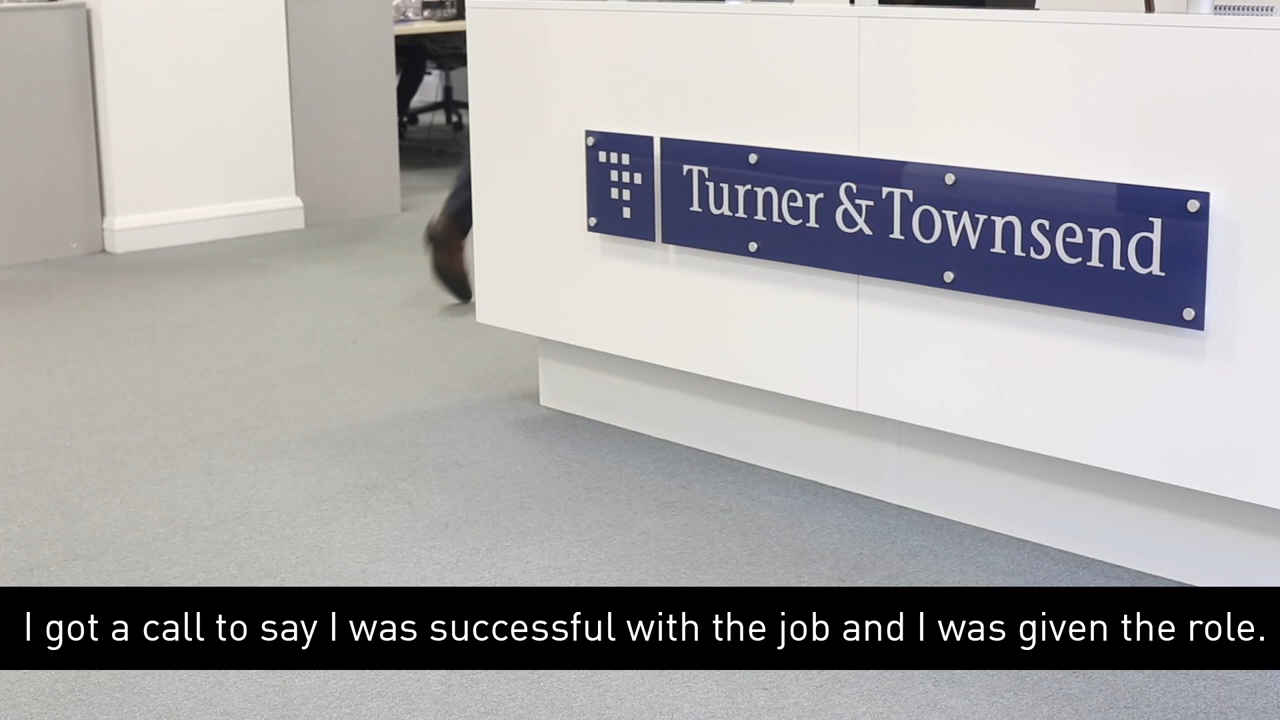 Turner & Townsend
I got a call to say I was successful with the job and I was given the role.